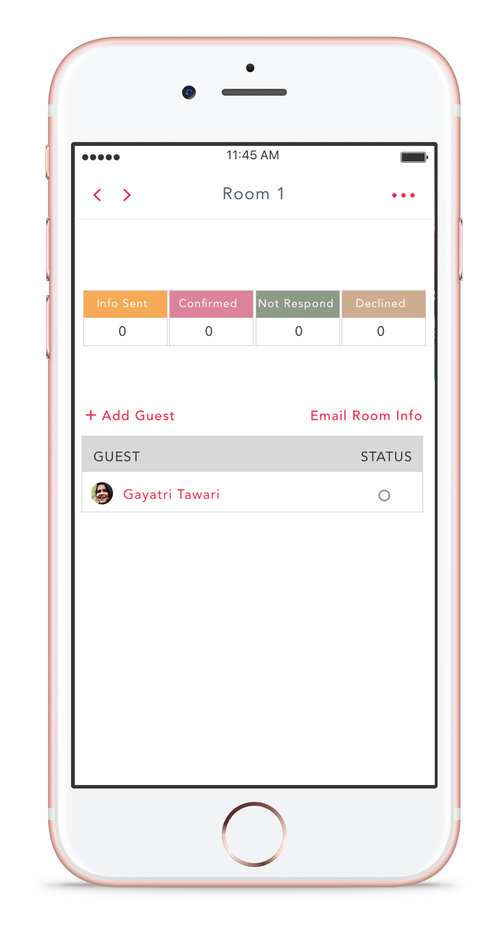 11:45 AM
Room 1
Info Sent Confirmed Not Respond Declined
0 0 0 0
+ Add Guest Email Room Info
GUEST STATUS
Gayatri Tawari